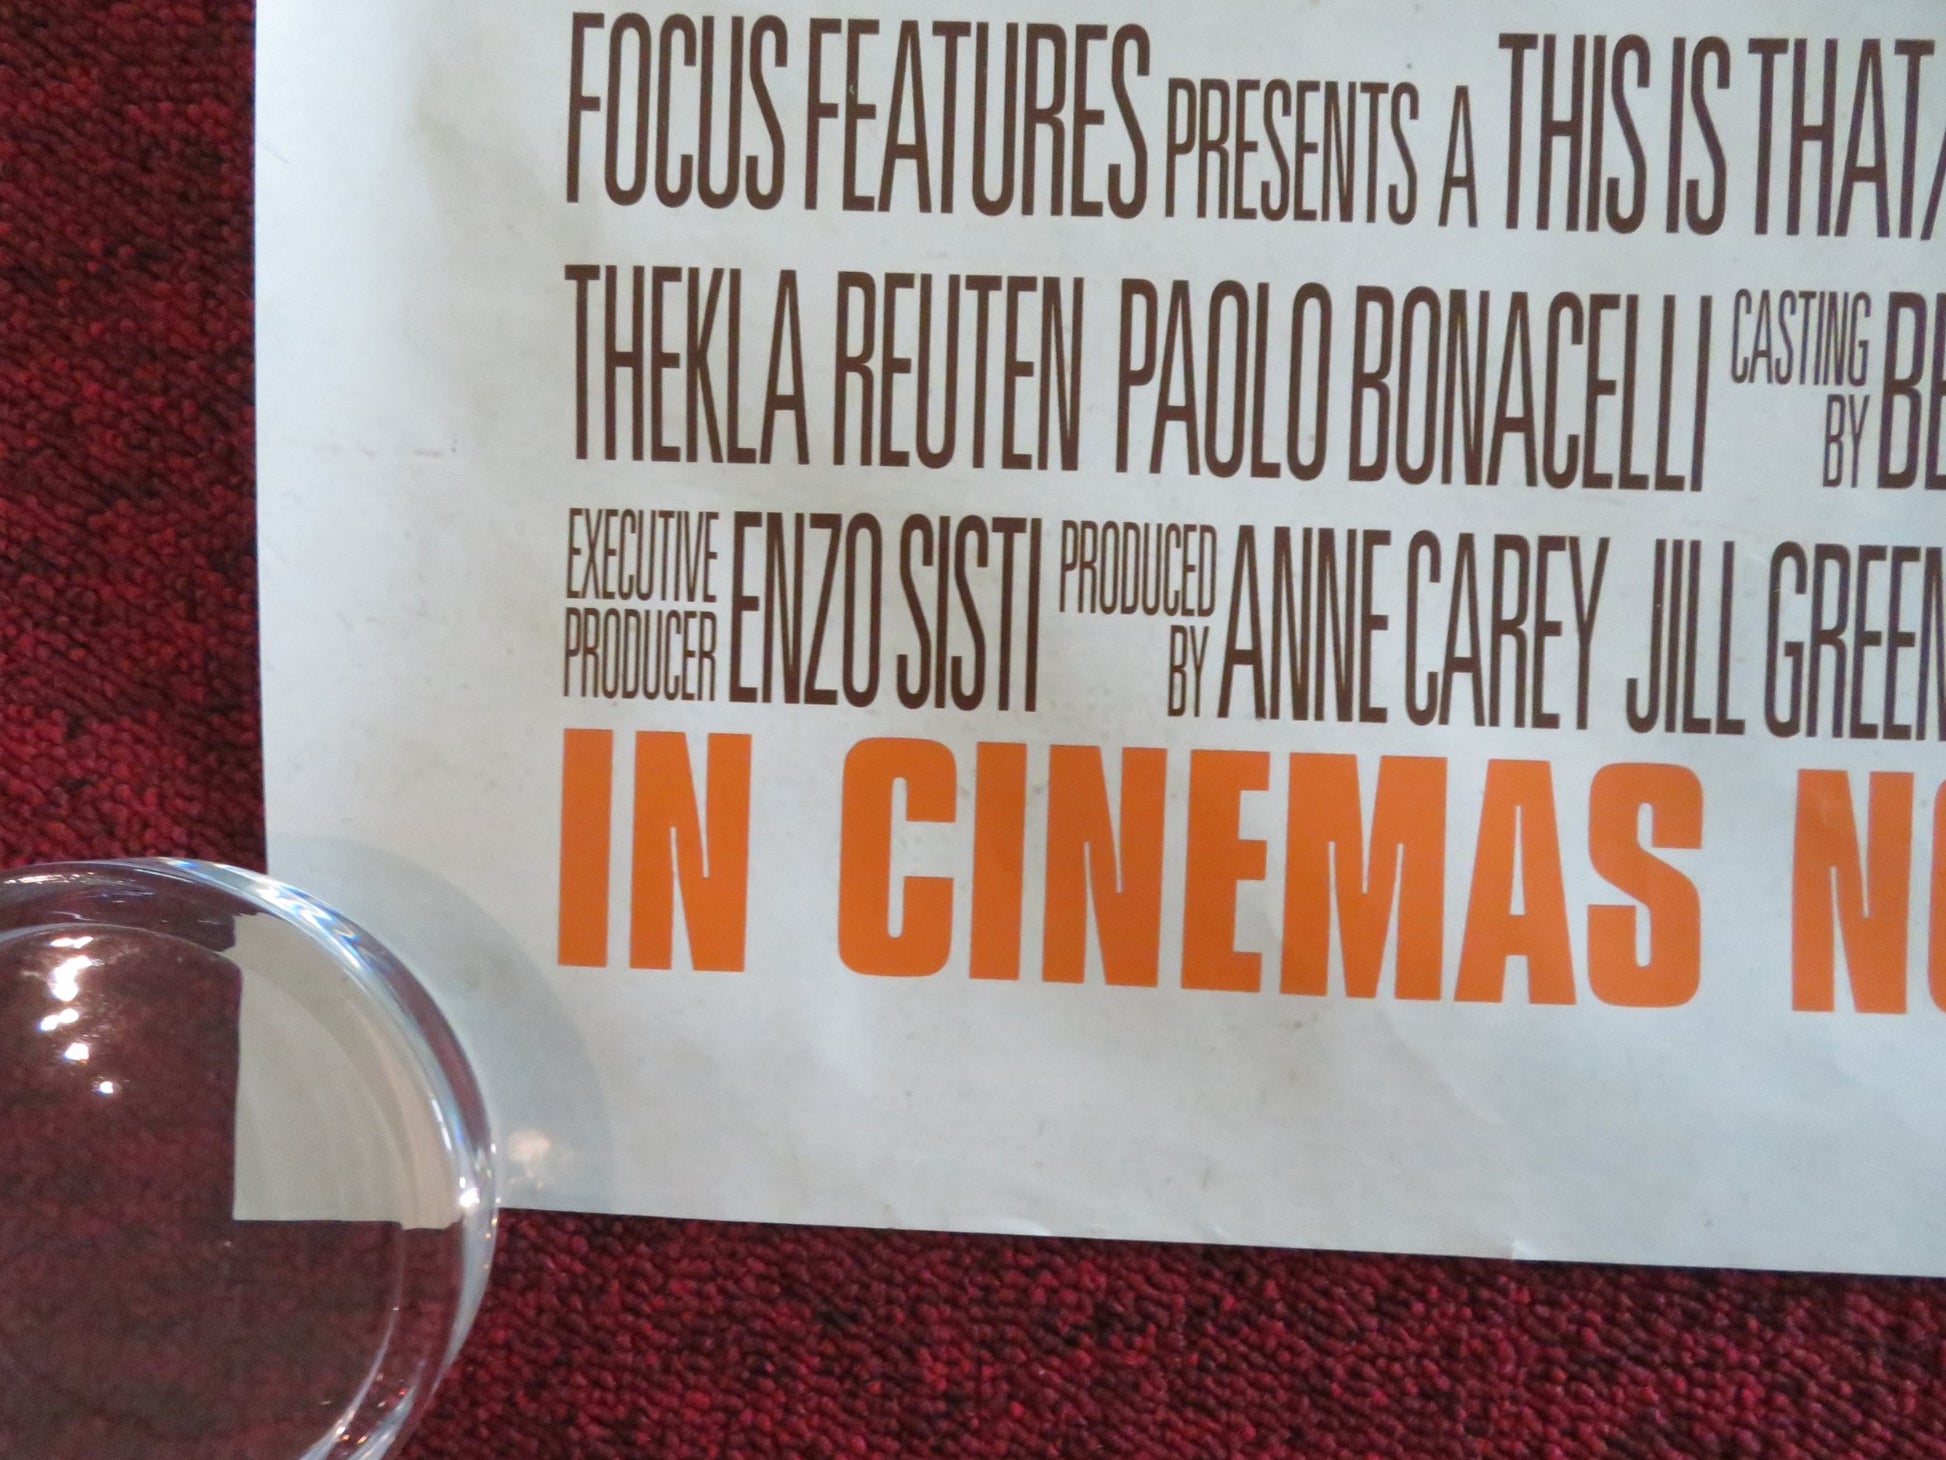 FOCUS FEATURES PRESENTS A THIS IS THAT/
THEKLA REUTEN PAOLO BONACELLI CASTING BY
EXECUTIVE PRODUCER ENZO SISTI PRODUCED BY ANNE CAREY JILL GREEN
IN CINEMAS